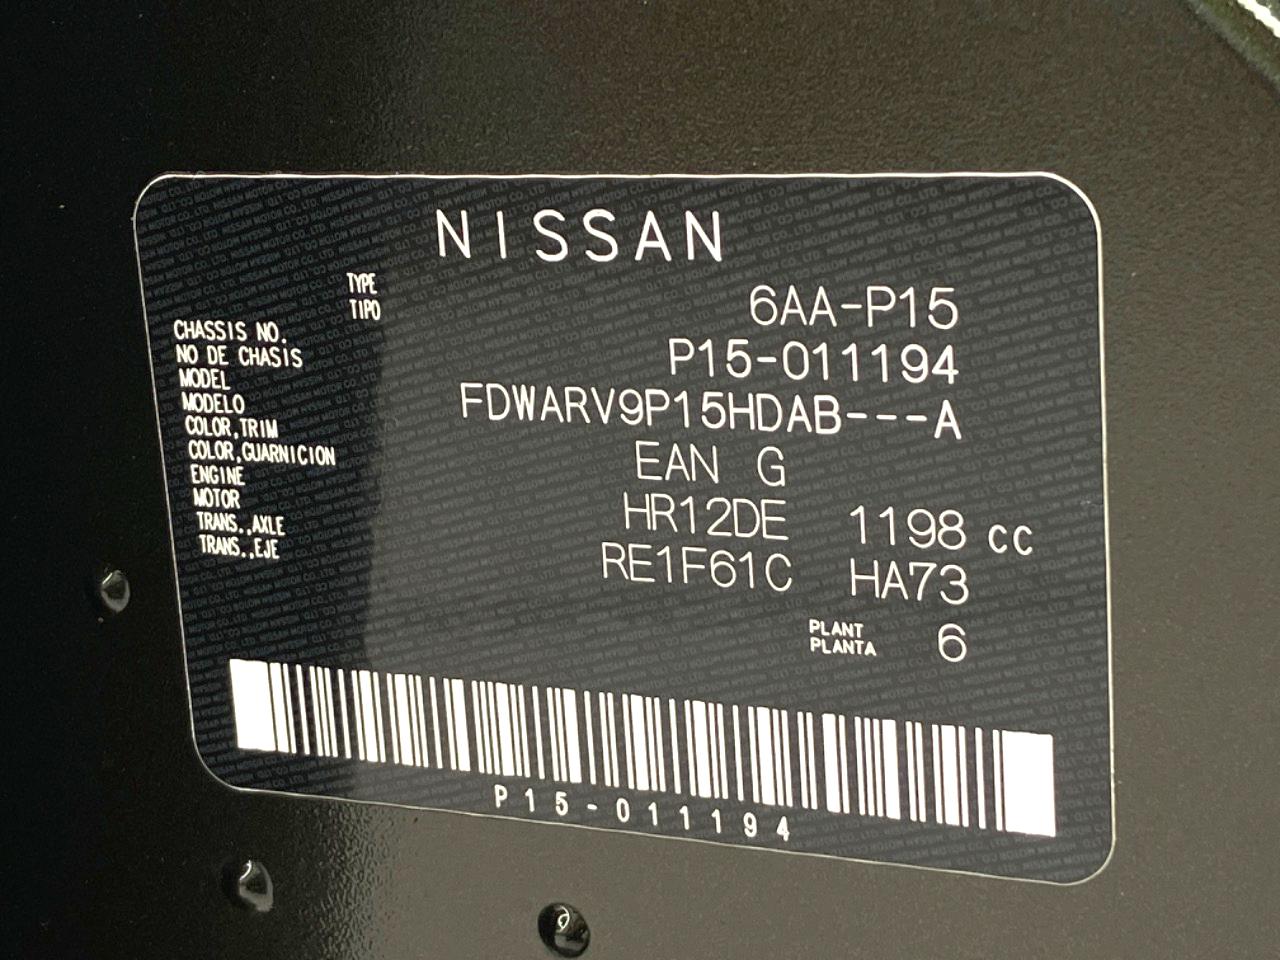 NISSAN
TYPE
TIPO
6AA-P15
CHASSIS NO.
NO DE CHASIS
P15-011194
MODEL
MODELO
FDWARV9P15HDAB---A
COLOR,TRIM
COLOR,GUARNICION
EAN G
ENGINE
MOTOR
HR12DE 1198 cc
TRANS.,AXLE
TRANS.,EJE
RE1F61C HA73
PLANT
PLANTA
6
P15-011194